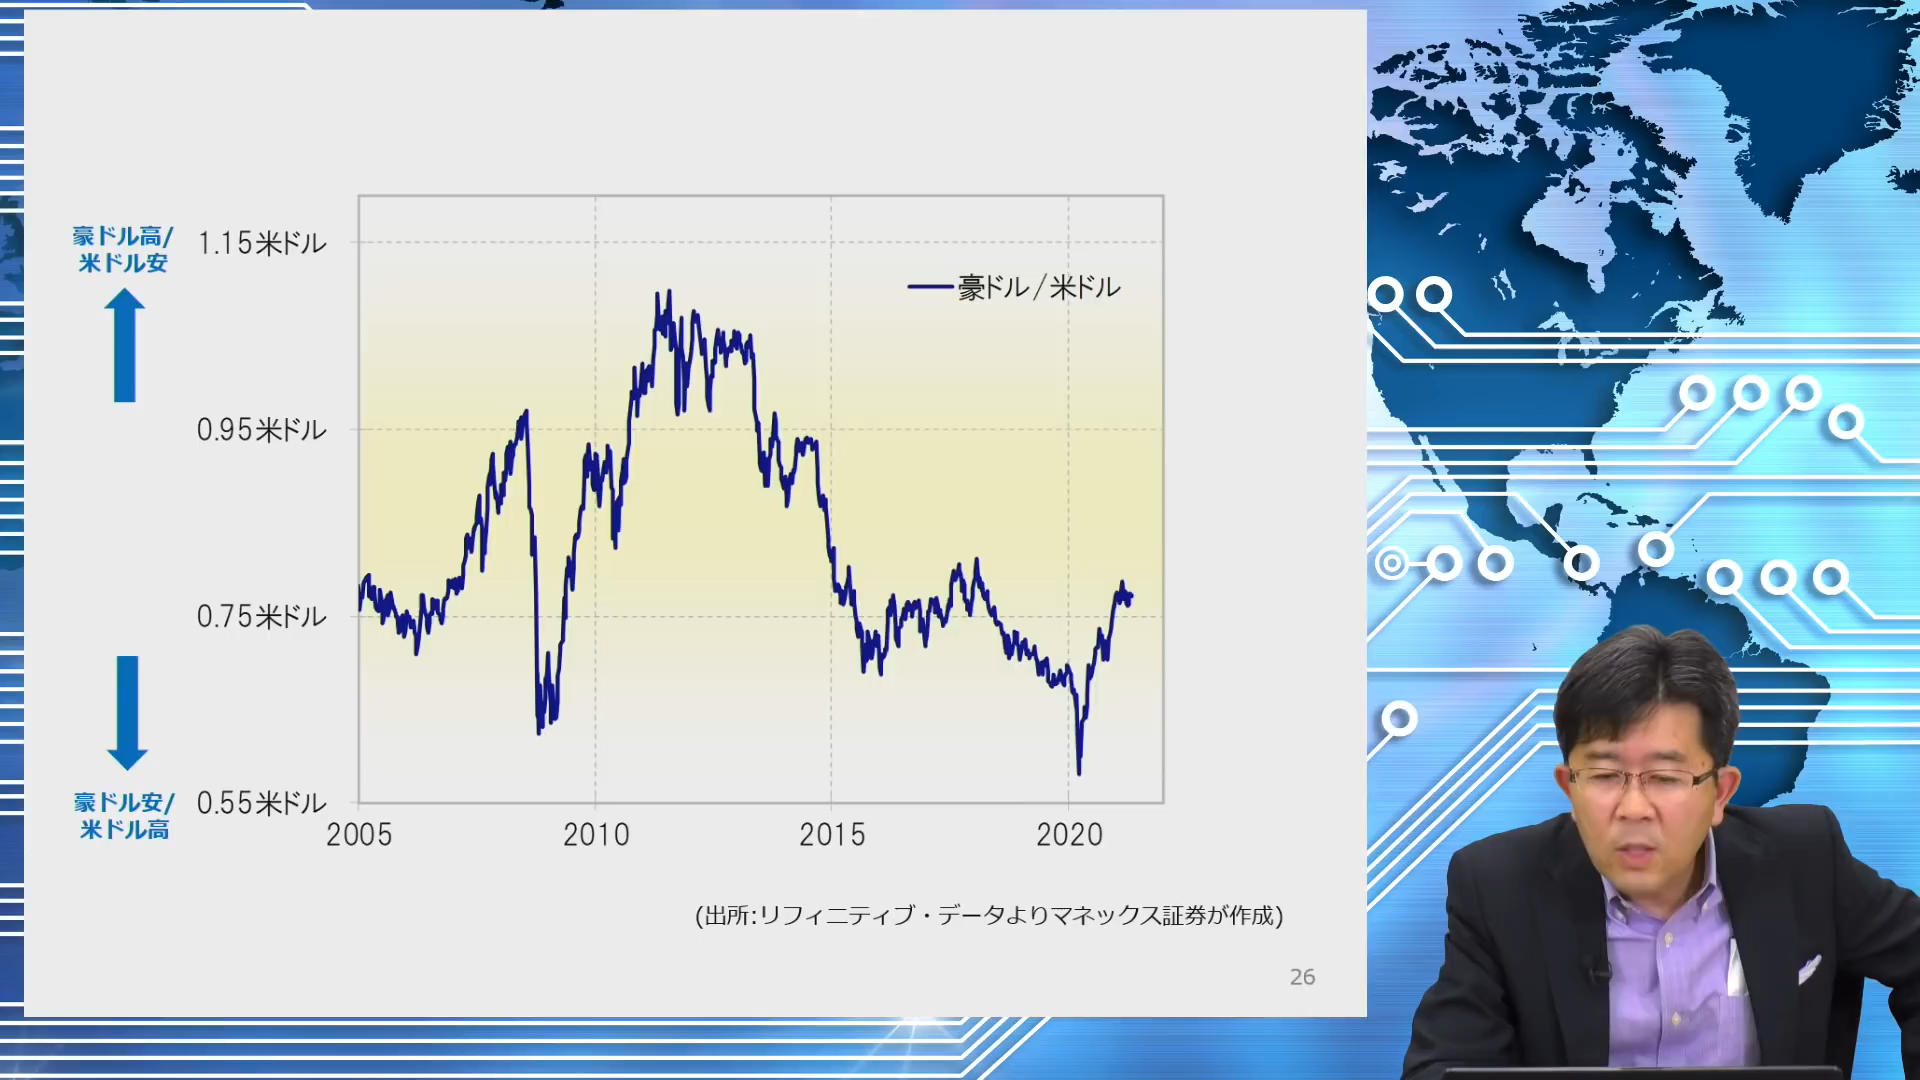 豪ドル高/
米ドル安
1.15米ドル
豪ドル/米ドル
0.95米ドル
0.75米ドル
豪ドル安/
米ドル高
0.55米ドル
2005 2010 2015 2020
(出所:リフィニティブ・データよりマネックス証券が作成)
26